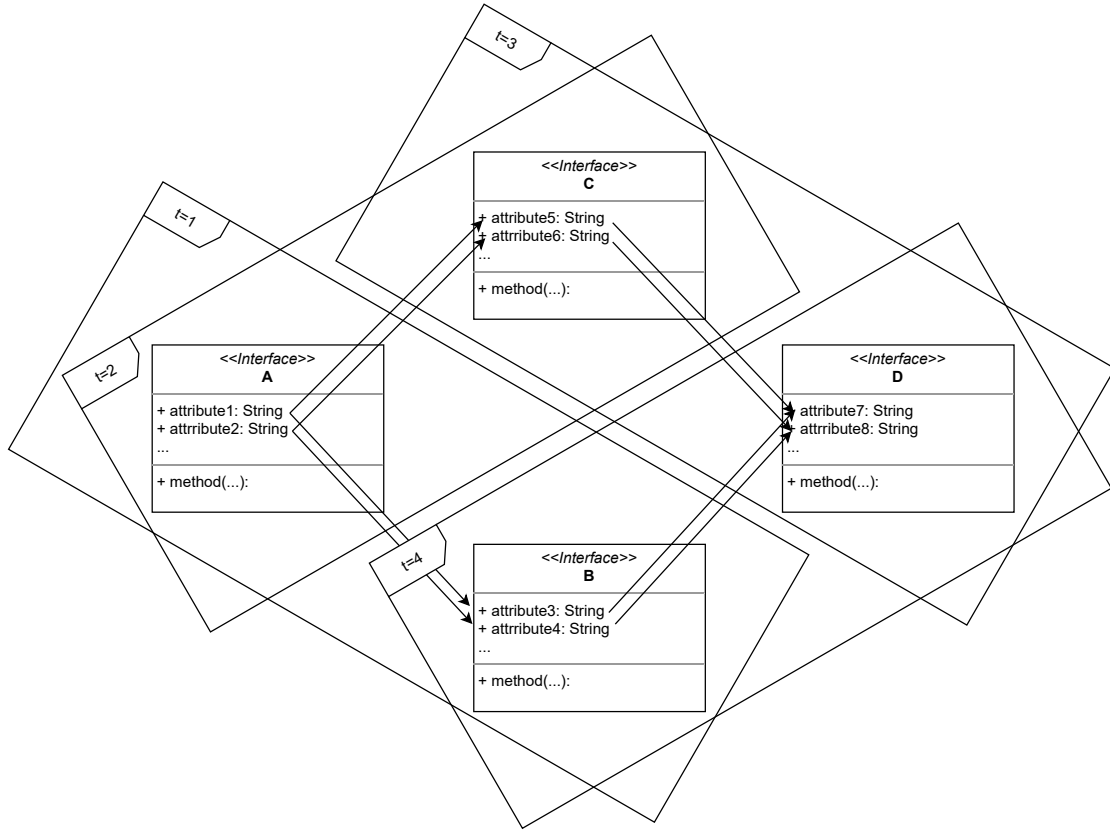 t=3
<<Interface>>
C
+ attribute5: String
+ attrribute6: String
...
+ method(...):
t=1
t=2
<<Interface>>
A
+ attribute1: String
+ attrribute2: String
...
+ method(...):
<<Interface>>
D
+ attribute7: String
+ attrribute8: String
...
+ method(...):
t=4
<<Interface>>
B
+ attribute3: String
+ attrribute4: String
...
+ method(...):